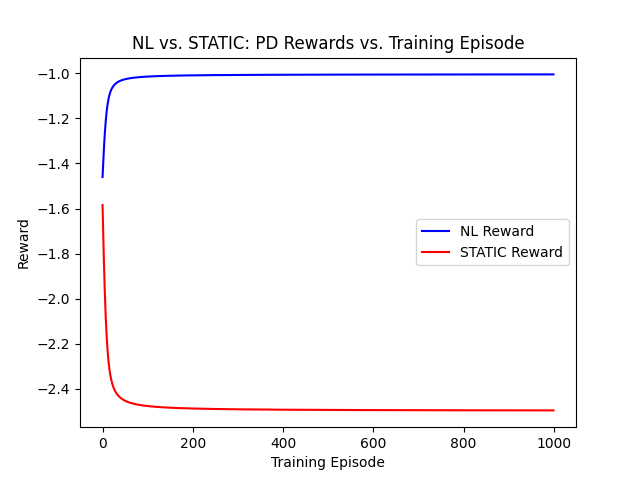 NL vs. STATIC: PD Rewards vs. Training Episode
−1.0
−1.2
−1.4
−1.6
−1.8
−2.0
−2.2
−2.4
Reward
NL Reward
STATIC Reward
0 200 400 600 800 1000
Training Episode